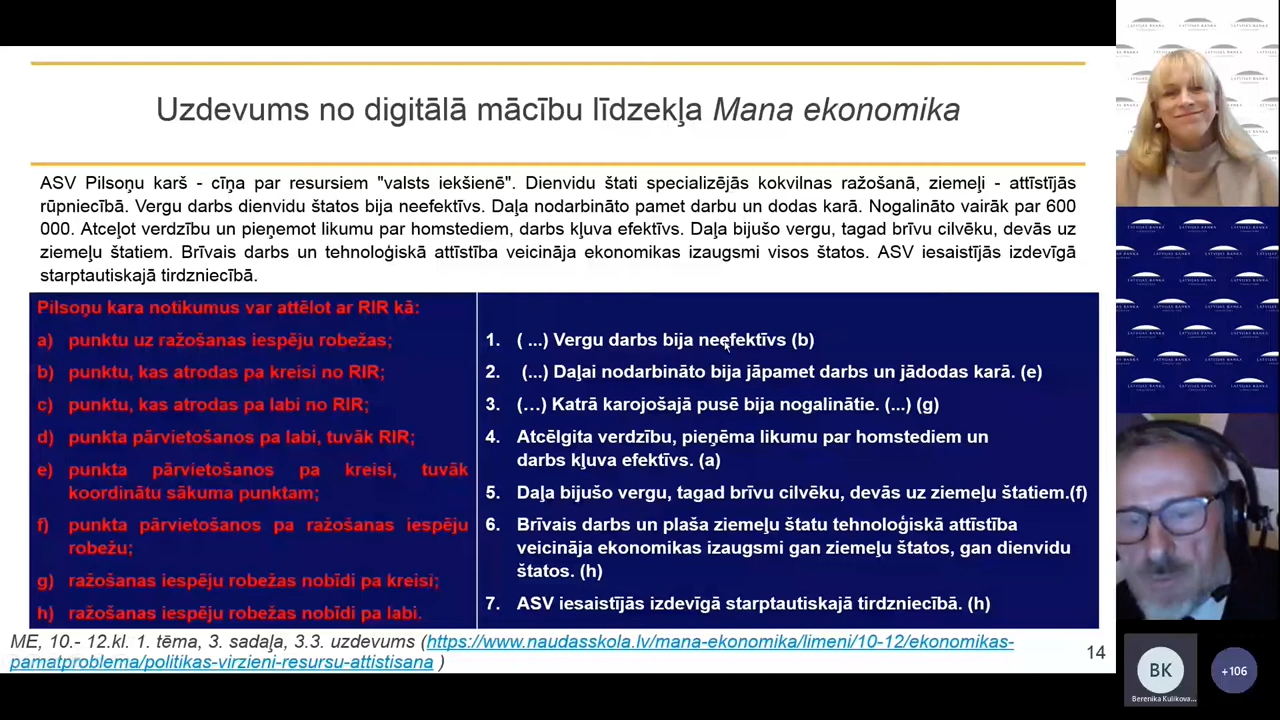 Uzdevums no digitālā mācību līdzekļa Mana ekonomika
ASV Pilsoņu karš - cīņa par resursiem "valsts iekšienē". Dienvidu štati specializējās kokvilnas ražošanā, ziemeļi - attīstījās
rūpniecībā. Vergu darbs dienvidu štatos bija neefektīvs. Daļa nodarbināto pamet darbu un dodas karā. Nogalināto vairāk par 600
000. Atceļot verdzību un pieņemot likumu par homstediem, darbs kļuva efektīvs. Daļa bijušo vergu, tagad brīvu cilvēku, devās uz
ziemeļu štatiem. Brīvais darbs un tehnoloģiskā attīstība veicināja ekonomikas izaugsmi visos štatos. ASV iesaistījās izdevīgā
starptautiskajā tirdzniecībā.
Pilsoņu kara notikumus var attēlot ar RIR kā:
a) punktu uz ražošanas iespēju robežas;
b) punktu, kas atrodas pa kreisi no RIR;
c) punktu, kas atrodas pa labi no RIR;
d) punkta pārvietošanos pa labi, tuvāk RIR;
e) punkta pārvietošanos pa kreisi, tuvāk
koordinātu sākuma punktam;
f) punkta pārvietošanos pa ražošanas iespēju
robežu;
g) ražošanas iespēju robežas nobīdi pa kreisi;
h) ražošanas iespēju robežas nobīdi pa labi.
1. ( ...) Vergu darbs bija neefektīvs (b)
2. (...) Daļai nodarbināto bija jāpamet darbs un jādodas karā. (e)
3. (…) Katrā karojošajā pusē bija nogalinātie. (...) (g)
4. Atcēlgita verdzību, pieņēma likumu par homstediem un
darbs kļuva efektīvs. (a)
5. Daļa bijušo vergu, tagad brīvu cilvēku, devās uz ziemeļu štatiem.(f)
6. Brīvais darbs un plaša ziemeļu štatu tehnoloģiskā attīstība
veicināja ekonomikas izaugsmi gan ziemeļu štatos, gan dienvidu
štatos. (h)
7. ASV iesaistījās izdevīgā starptautiskajā tirdzniecībā. (h)
ME, 10.- 12.kl. 1. tēma, 3. sadaļa, 3.3. uzdevums (https://www.naudasskola.lv/mana-ekonomika/limeni/10-12/ekonomikas-
pamatproblema/politikas-virzieni-resursu-attistisana )
14
LATVIJAS BANKA
BK
Berenika Kulikova...
+106